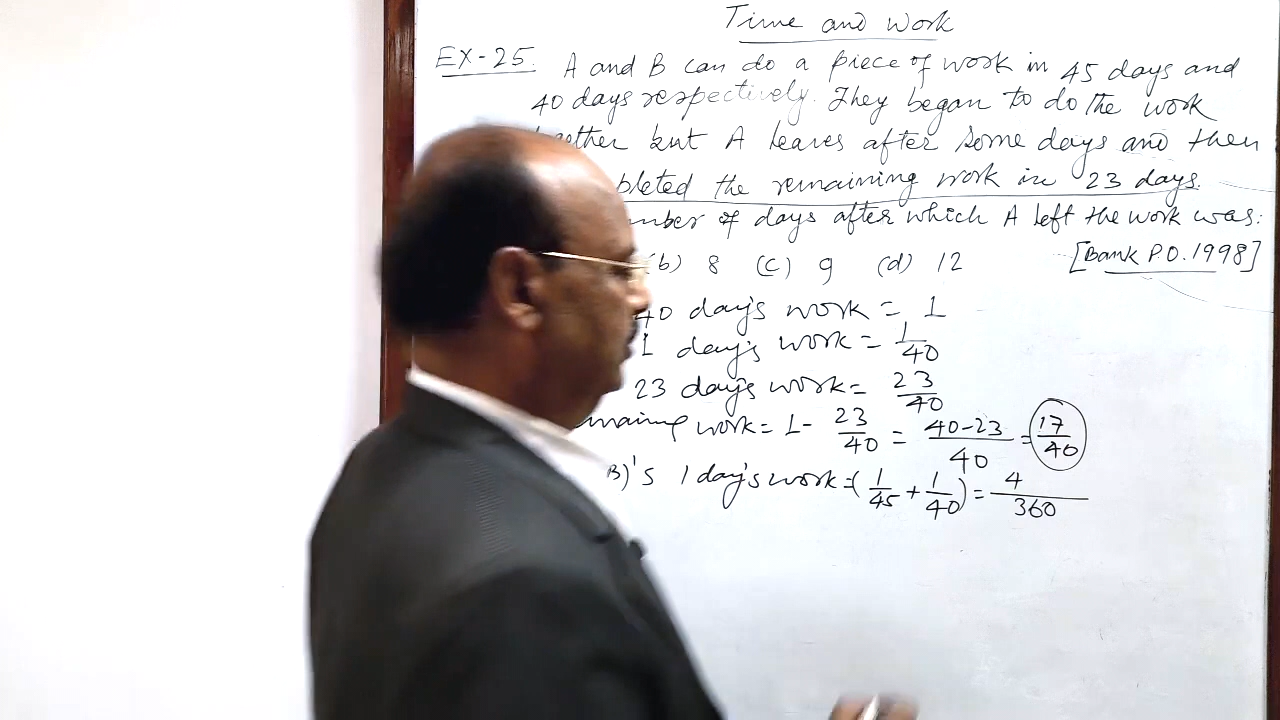 Time and Work
EX-25. A and B can do a piece of work in 45 days and
40 days respectively. They began to do the work
but A leaves after some days and then
the remaining work in 23 days.
of days after which A left the work was:
(b) 8 (c) 9 (d) 12 [Bank P.O. 1998]
40 day's work = 1
1 day's work = 1/40
23 day's work = 23/40
work = 1 - 23/40 = 40-23/40 = 17/40
B)'s 1 day's work = (1/45 + 1/40) = 4/360